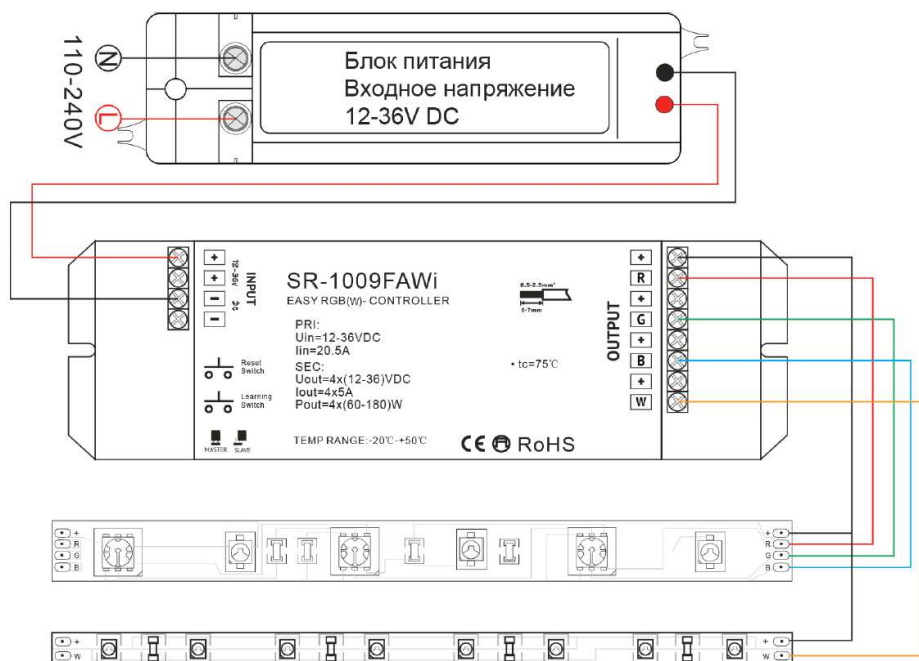 N
L
110-240V
Блок питания
Входное напряжение
12-36V DC
+
+
−
−
12-36V DC
INPUT
SR-1009FAWi
EASY RGB(W)- CONTROLLER
PRI:
Uin=12-36VDC
Iin=20.5A
SEC:
Uout=4x(12-36)VDC
Iout=4x5A
Pout=4x(60-180)W
TEMP RANGE:-20℃-+50℃
Reset
Switch
Learning
Switch
MASTER SLAVE
0.5-2.5mm²
6-7mm
• tc=75℃
CE RoHS
OUTPUT
+
R
+
G
+
B
+
W
+
R
G
B
+
R
G
B
+
W
+
W